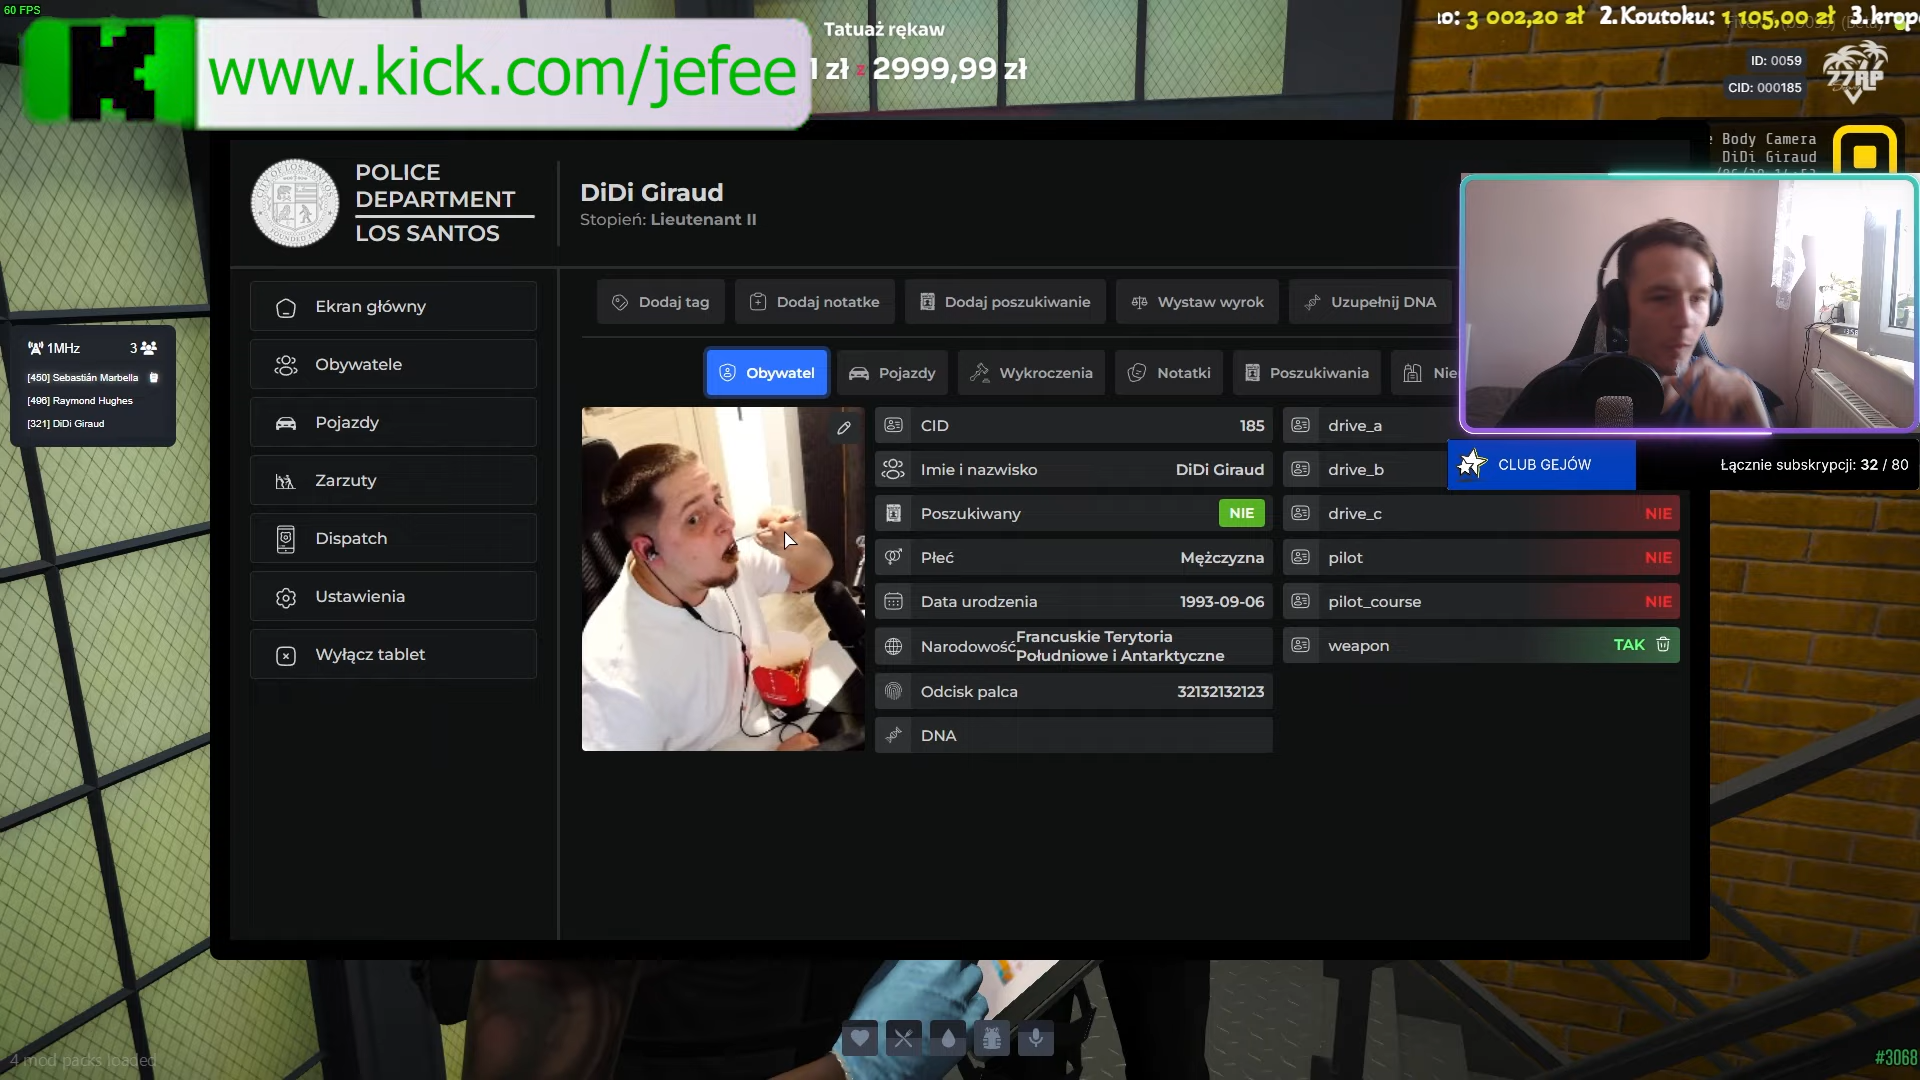 60 FPS
www.kick.com/jefee
Tatuaż rękaw
1 zł z 2999,99 zł
3 002,20 zł 2.Koutoku: 1 105,00 zł 3.krop
ID: 0059
CID: 000185
77RP
Body Camera
DiDi Giraud
POLICE
DEPARTMENT
LOS SANTOS
DiDi Giraud
Stopień: Lieutenant II
Ekran główny
Obywatele
Pojazdy
Zarzuty
Dispatch
Ustawienia
Wyłącz tablet
1MHz 3
[450] Sebastián Marbella
[496] Raymond Hughes
[321] DiDi Giraud
Dodaj tag
Dodaj notatke
Dodaj poszukiwanie
Wystaw wyrok
Uzupełnij DNA
Obywatel
Pojazdy
Wykroczenia
Notatki
Poszukiwania
Nie
CID 185
Imie i nazwisko DiDi Giraud
Poszukiwany NIE
Płeć Mężczyzna
Data urodzenia 1993-09-06
Narodowość Francuskie Terytoria
Południowe i Antarktyczne
Odcisk palca 32132132123
DNA
drive_a
drive_b
drive_c NIE
pilot NIE
pilot_course NIE
weapon TAK
CLUB GEJÓW
Łącznie subskrypcji: 32 / 80
4 mod packs loaded
#3068